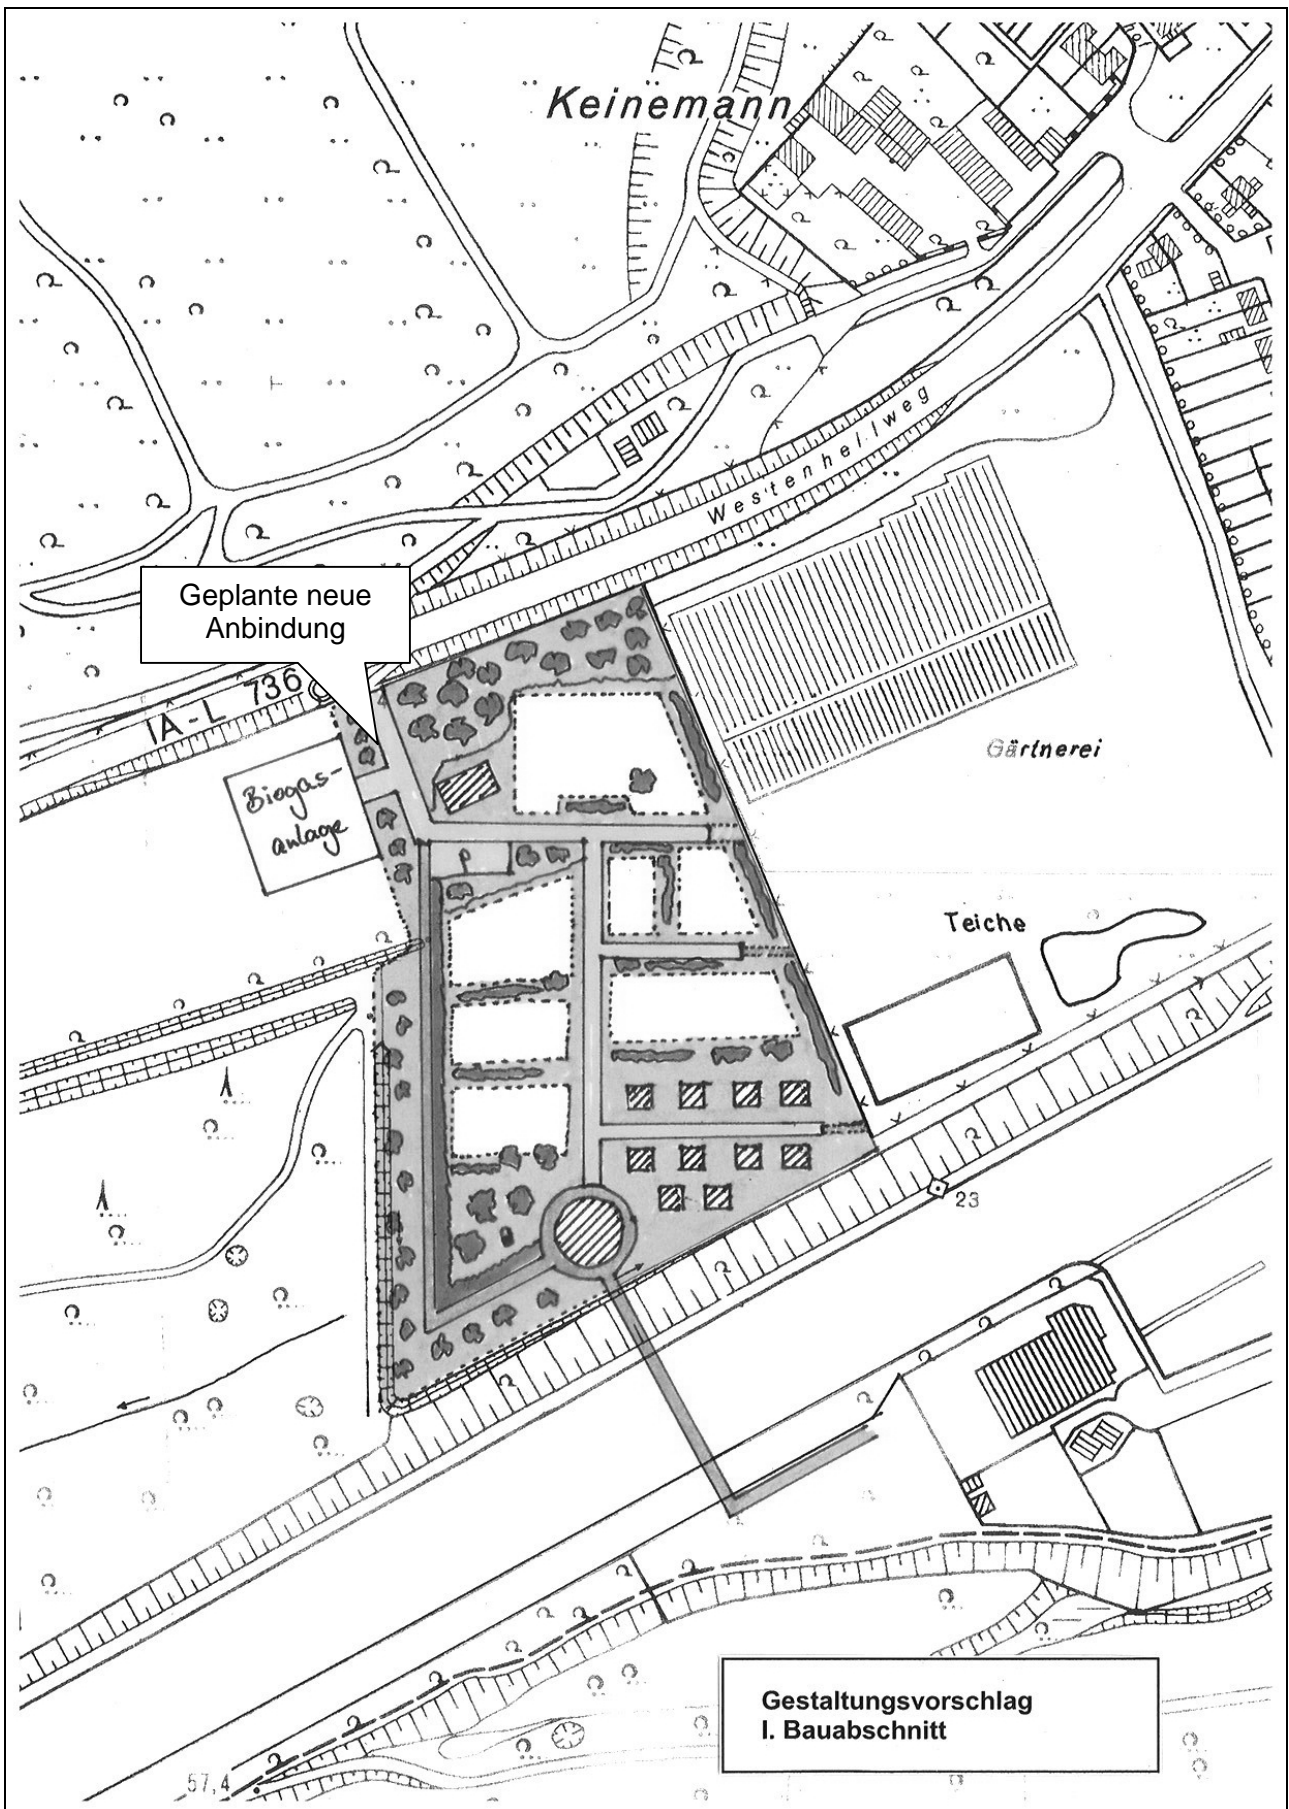 Keinemann
Westenhellweg
Geplante neue
Anbindung
IA-L 736
Biogas-
anlage
Gärtnerei
P
Teiche
23
Gestaltungsvorschlag
I. Bauabschnitt
57,4